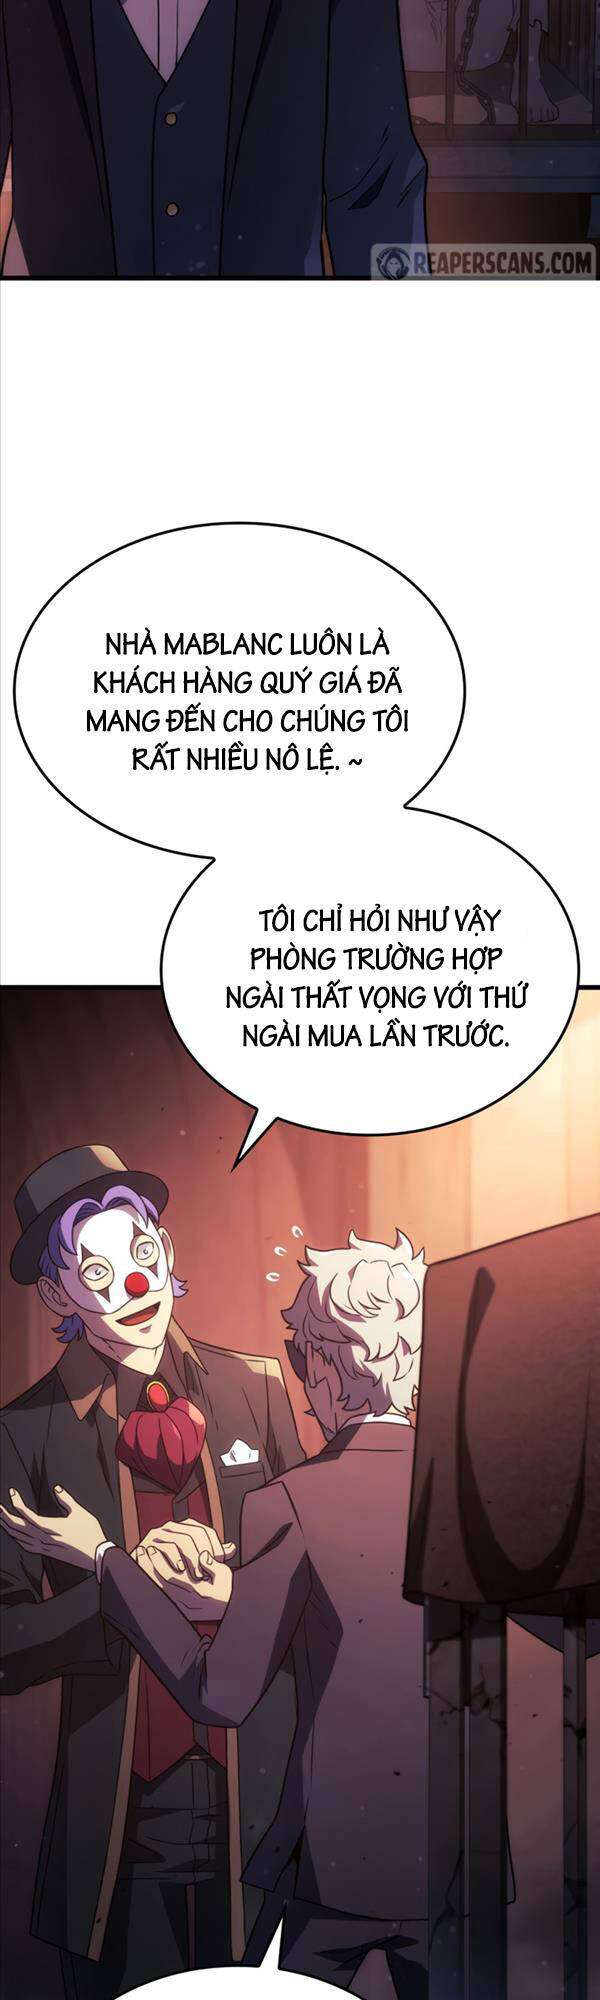 REAPERSCANS.COM
NHÀ MABLANC LUÔN LÀ
KHÁCH HÀNG QUÝ GIÁ ĐÃ
MANG ĐẾN CHO CHÚNG TÔI
RẤT NHIỀU NÔ LỆ. ~
TÔI CHỈ HỎI NHƯ VẬY
PHÒNG TRƯỜNG HỢP
NGÀI THẤT VỌNG VỚI THỨ
NGÀI MUA LẦN TRƯỚC.